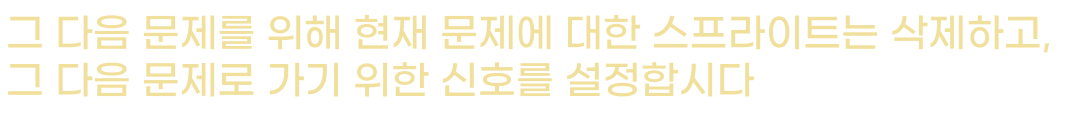 그 다음 문제를 위해 현재 문제에 대한 스프라이트는 삭제하고,
그 다음 문제로 가기 위한 신호를 설정합시다